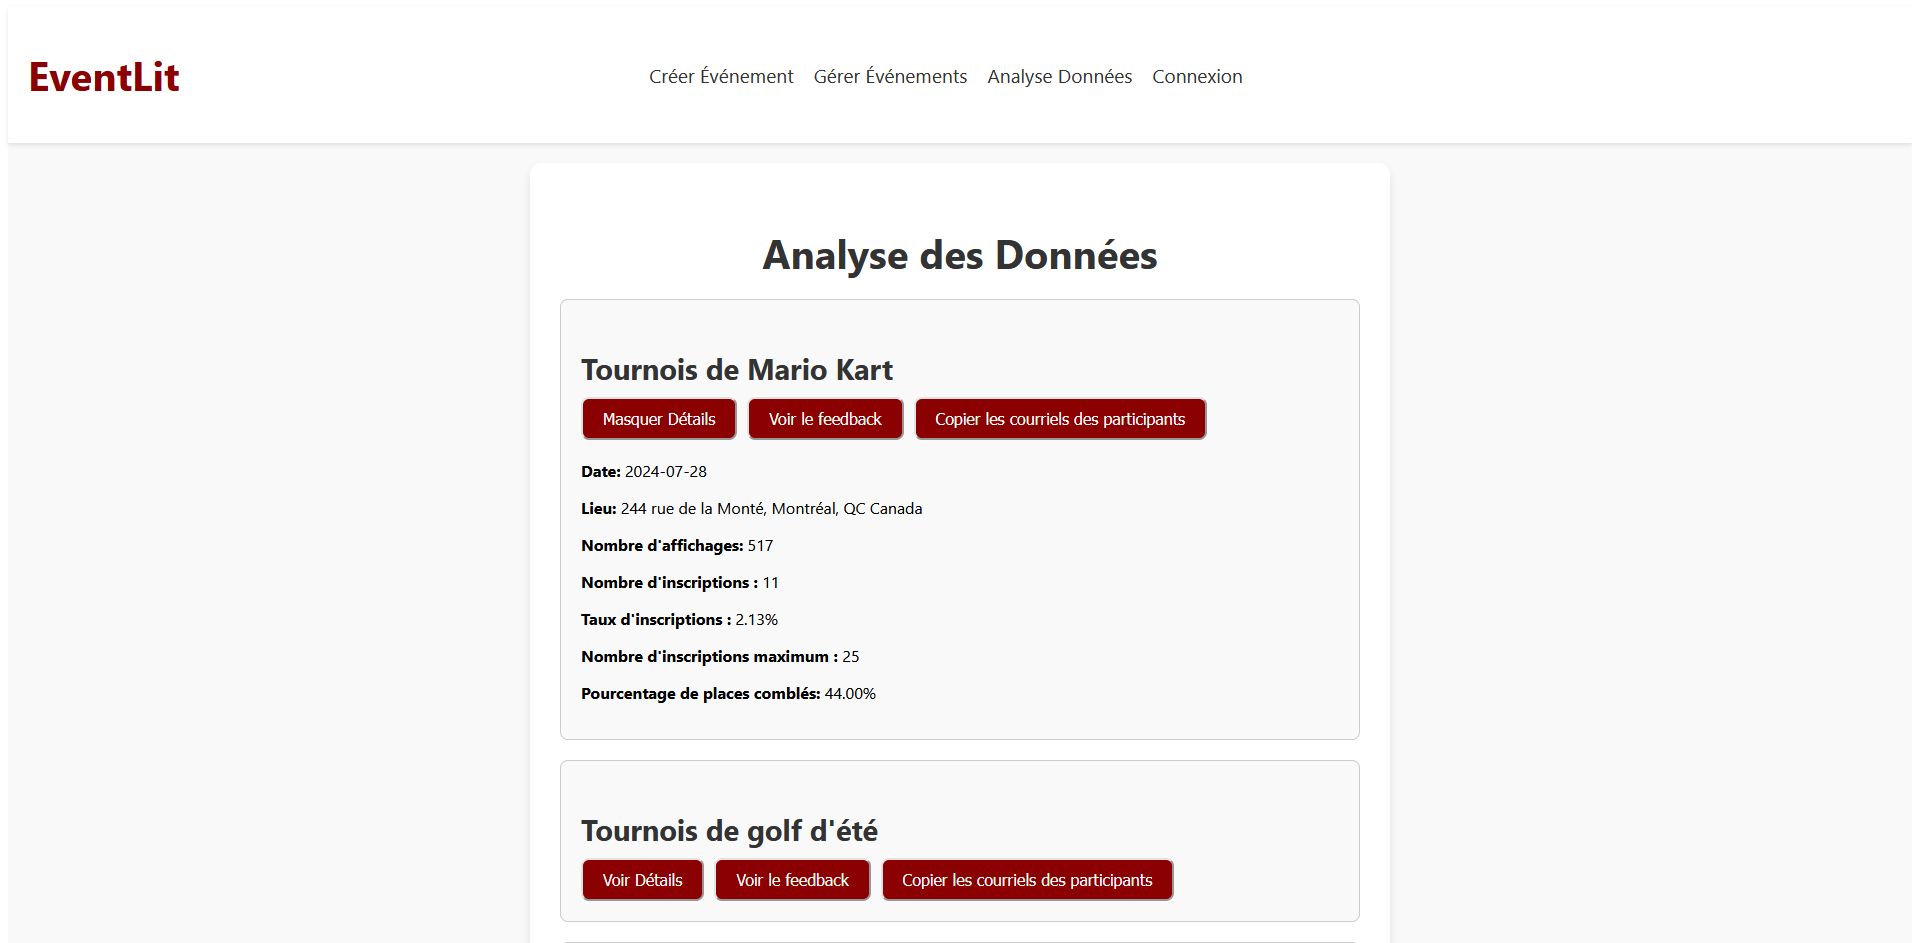 EventLit
Créer Événement Gérer Événements Analyse Données Connexion
Analyse des Données
Tournois de Mario Kart
Masquer Détails Voir le feedback Copier les courriels des participants
Date: 2024-07-28
Lieu: 244 rue de la Monté, Montréal, QC Canada
Nombre d'affichages: 517
Nombre d'inscriptions : 11
Taux d'inscriptions : 2.13%
Nombre d'inscriptions maximum : 25
Pourcentage de places comblés: 44.00%
Tournois de golf d'été
Voir Détails Voir le feedback Copier les courriels des participants